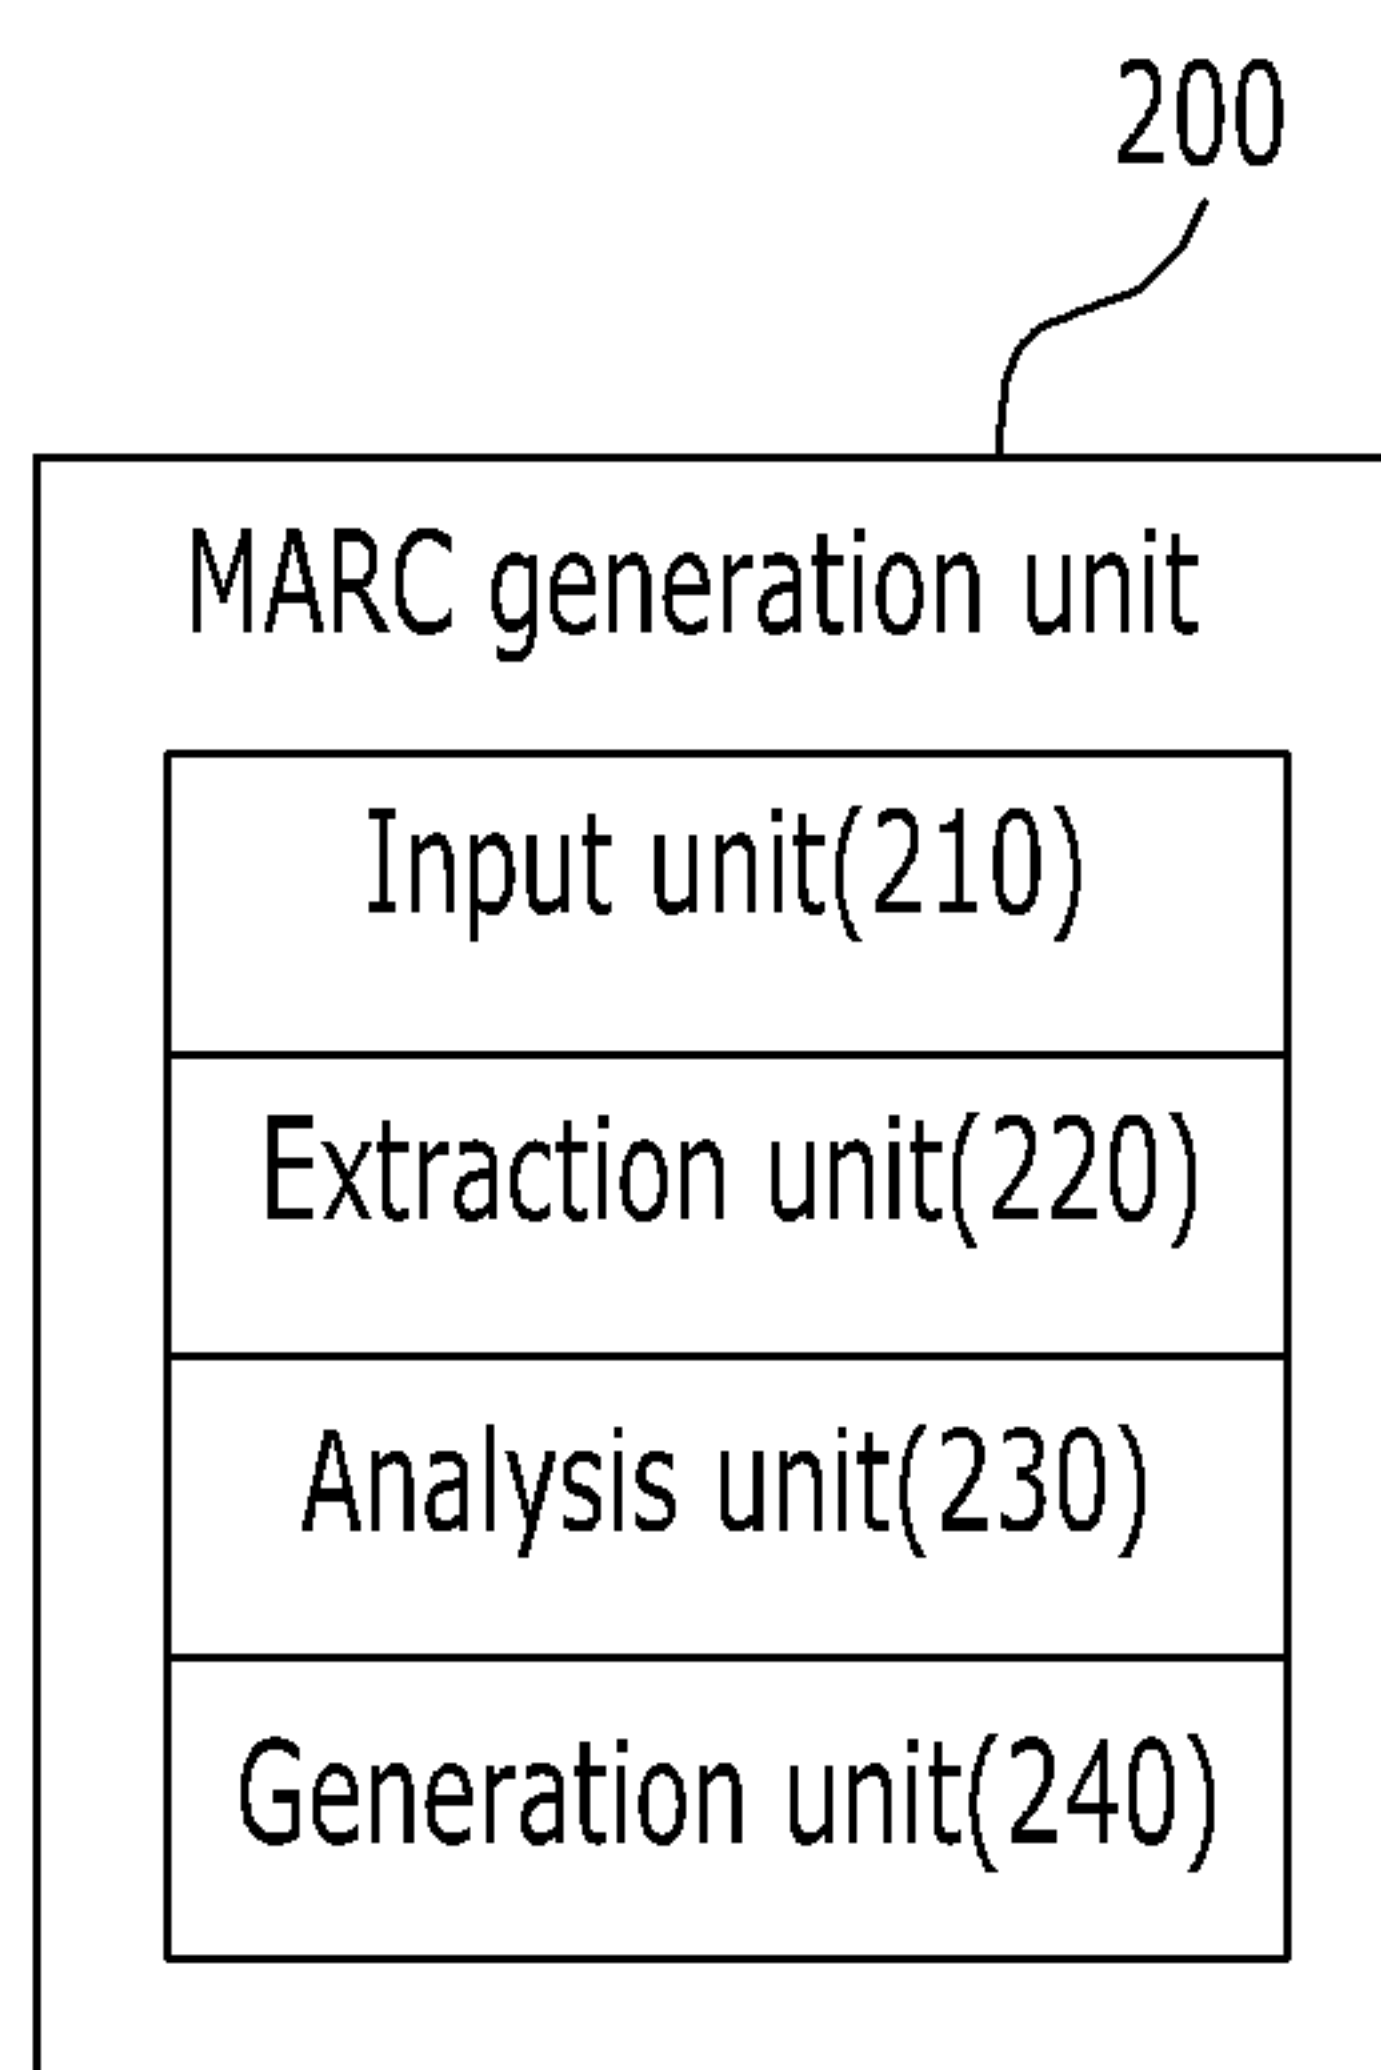 200
MARC generation unit
Input unit(210)
Extraction unit(220)
Analysis unit(230)
Generation unit(240)